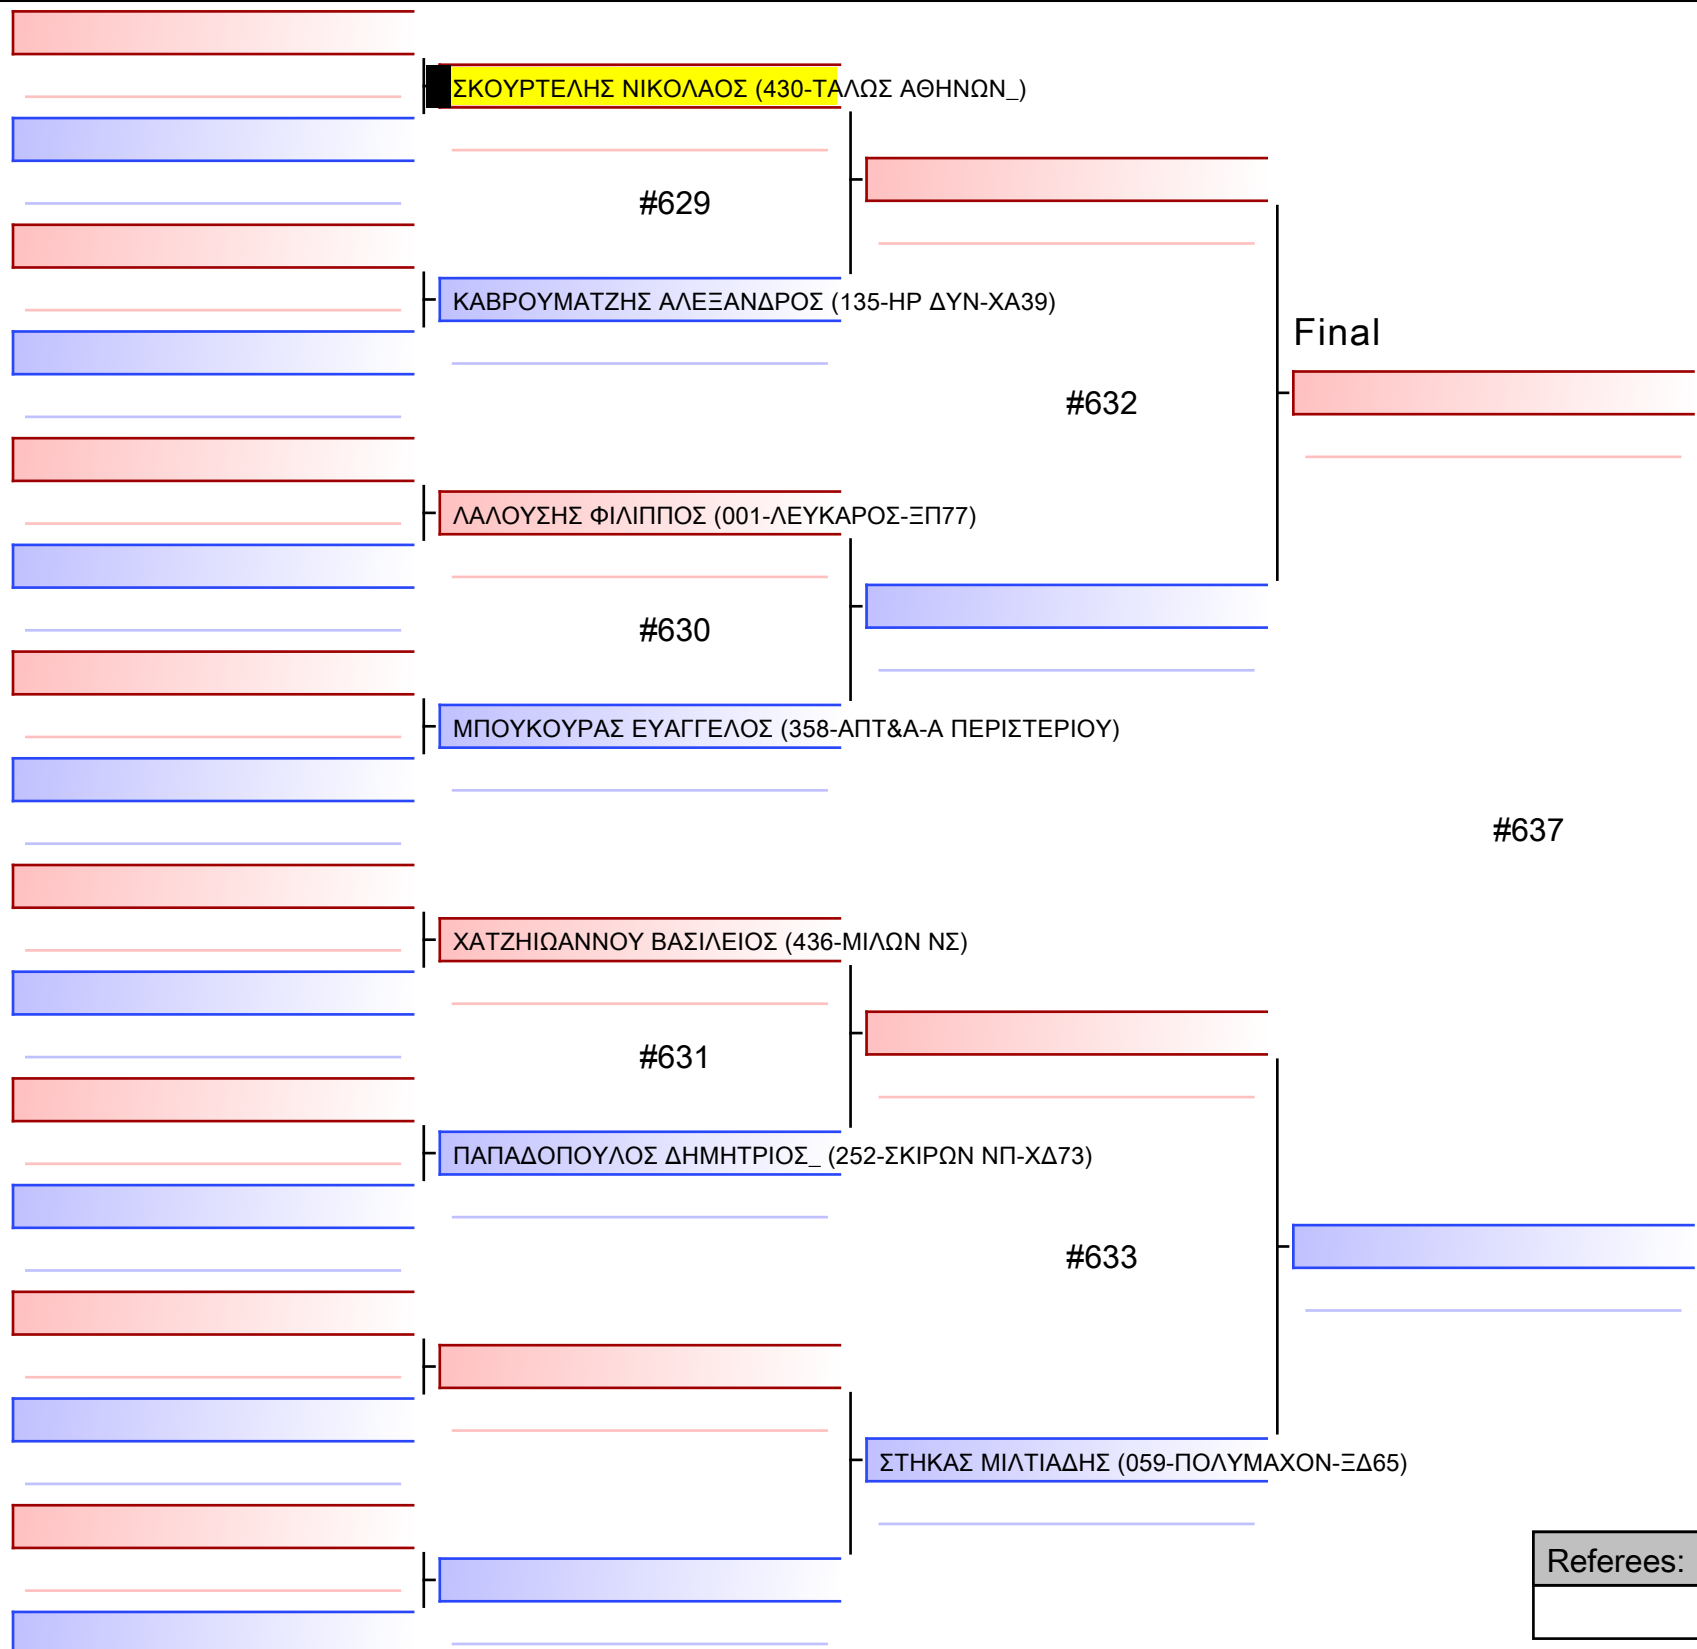 ΣΚΟΥΡΤΕΛΗΣ ΝΙΚΟΛΑΟΣ (430-ΤΑΛΩΣ ΑΘΗΝΩΝ_)
#629
ΚΑΒΡΟΥΜΑΤΖΗΣ ΑΛΕΞΑΝΔΡΟΣ (135-ΗΡ ΔΥΝ-ΧΑ39)
Final
#632
ΛΑΛΟΥΣΗΣ ΦΙΛΙΠΠΟΣ (001-ΛΕΥΚΑΡΟΣ-ΞΠ77)
#630
ΜΠΟΥΚΟΥΡΑΣ ΕΥΑΓΓΕΛΟΣ (358-ΑΠΤ&Α-Α ΠΕΡΙΣΤΕΡΙΟΥ)
#637
ΧΑΤΖΗΙΩΑΝΝΟΥ ΒΑΣΙΛΕΙΟΣ (436-ΜΙΛΩΝ ΝΣ)
#631
ΠΑΠΑΔΟΠΟΥΛΟΣ ΔΗΜΗΤΡΙΟΣ_ (252-ΣΚΙΡΩΝ ΝΠ-ΧΔ73)
#633
ΣΤΗΚΑΣ ΜΙΛΤΙΑΔΗΣ (059-ΠΟΛΥΜΑΧΟΝ-ΞΔ65)
Referees: